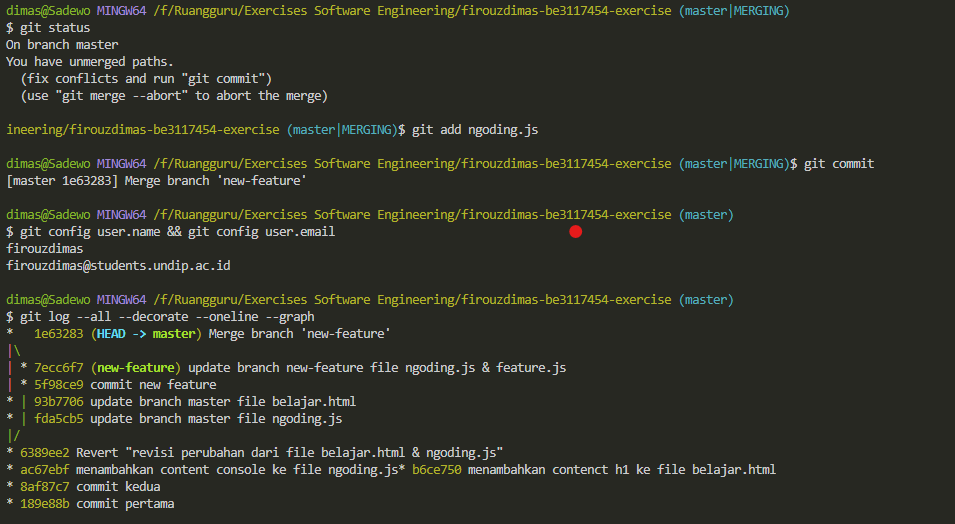 dimas@Sadewo MINGW64 /f/Ruangguru/Exercises Software Engineering/firouzdimas-be3117454-exercise (master|MERGING)
$ git status
On branch master
You have unmerged paths.
  (fix conflicts and run "git commit")
  (use "git merge --abort" to abort the merge)

ineering/firouzdimas-be3117454-exercise (master|MERGING)$ git add ngoding.js

dimas@Sadewo MINGW64 /f/Ruangguru/Exercises Software Engineering/firouzdimas-be3117454-exercise (master|MERGING)$ git commit
[master 1e63283] Merge branch 'new-feature'

dimas@Sadewo MINGW64 /f/Ruangguru/Exercises Software Engineering/firouzdimas-be3117454-exercise (master)
$ git config user.name && git config user.email
firouzdimas
firouzdimas@students.undip.ac.id

dimas@Sadewo MINGW64 /f/Ruangguru/Exercises Software Engineering/firouzdimas-be3117454-exercise (master)
$ git log --all --decorate --oneline --graph
*   1e63283 (HEAD -> master) Merge branch 'new-feature'
|\
| * 7ecc6f7 (new-feature) update branch new-feature file ngoding.js & feature.js
| * 5f98ce9 commit new feature
* | 93b7706 update branch master file belajar.html
* | fda5cb5 update branch master file ngoding.js
|/
* 6389ee2 Revert "revisi perubahan dari file belajar.html & ngoding.js"
* ac67ebf menambahkan content console ke file ngoding.js* b6ce750 menambahkan contenct h1 ke file belajar.html
* 8af87c7 commit kedua
* 189e88b commit pertama